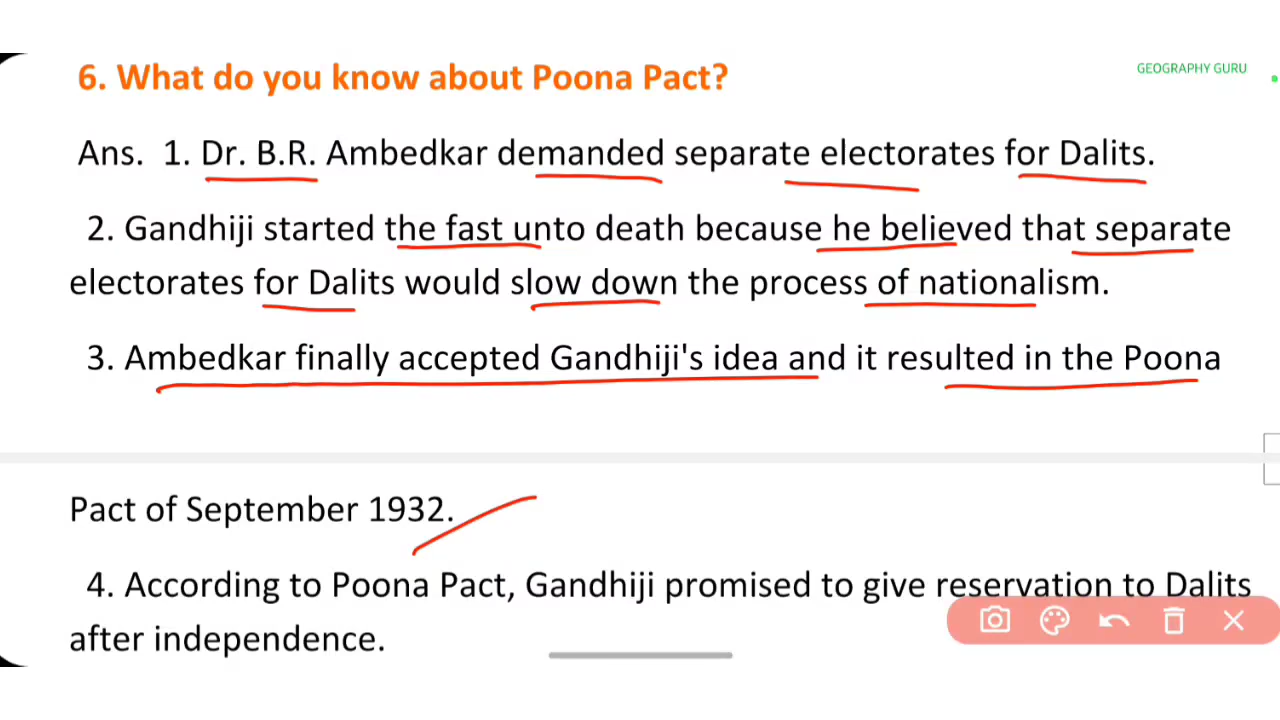 6. What do you know about Poona Pact?
GEOGRAPHY GURU
Ans. 1. Dr. B.R. Ambedkar demanded separate electorates for Dalits.
2. Gandhiji started the fast unto death because he believed that separate
electorates for Dalits would slow down the process of nationalism.
3. Ambedkar finally accepted Gandhiji's idea and it resulted in the Poona
Pact of September 1932.
4. According to Poona Pact, Gandhiji promised to give reservation to Dalits
after independence.